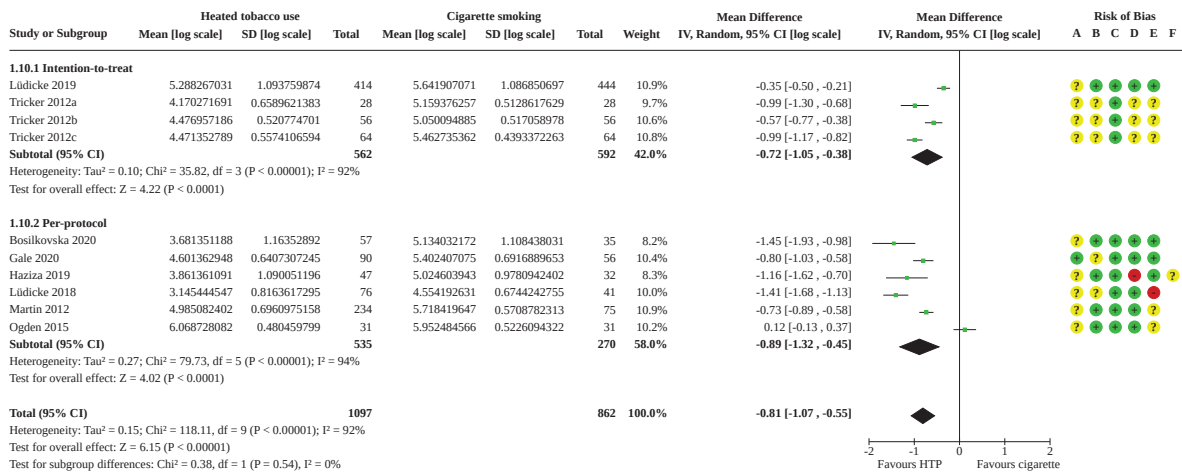 Heated tobacco use Cigarette smoking Mean Difference Mean Difference Risk of Bias
Study or Subgroup Mean [log scale] SD [log scale] Total Mean [log scale] SD [log scale] Total Weight IV, Random, 95% CI [log scale] IV, Random, 95% CI [log scale] A B C D E F
1.10.1 Intention-to-treat
Lüdicke 2019 5.288267031 1.093759874 414 5.641907071 1.086850697 444 10.9% -0.35 [-0.50 , -0.21] ? + + + +
Tricker 2012a 4.170271691 0.6589621383 28 5.159376257 0.5128617629 28 9.7% -0.99 [-1.30 , -0.68] ? ? + ? ?
Tricker 2012b 4.476957186 0.520774701 56 5.050094885 0.517058977 56 10.8% -0.57 [-0.77 , -0.38] ? ? + ? ?
Tricker 2012c 4.471352789 0.5574106594 64 5.462735362 0.4393372263 64 10.8% -0.99 [-1.17 , -0.82] ? ? + ? ?
Subtotal (95% CI) 562 592 42.0% -0.72 [-1.05 , -0.38]
Heterogeneity: Tau² = 0.10; Chi² = 35.82, df = 3 (P < 0.00001); I² = 92%
Test for overall effect: Z = 4.22 (P < 0.0001)
1.10.2 Per-protocol
Bosilkovska 2020 3.681351188 1.16352892 57 5.134032172 1.108438031 35 8.2% -1.45 [-1.93 , -0.98] ? + + + +
Gale 2020 4.601362948 0.6407307245 90 5.402407075 0.6916889653 56 10.4% -0.80 [-1.03 , -0.58] + ? + + +
Haziza 2019 3.861361091 1.090051196 47 5.024603943 0.9780942402 32 8.3% -1.16 [-1.62 , -0.70] ? + + - + ?
Lüdicke 2018 3.145444547 0.8163617295 76 4.554192631 0.6744242755 41 10.0% -1.41 [-1.68 , -1.13] ? ? + + -
Martin 2012 4.985082402 0.6960975158 234 5.718419647 0.5708782313 75 10.9% -0.73 [-0.89 , -0.58] ? + + + ?
Ogden 2015 6.068728082 0.480459799 31 5.952484566 0.5226094322 31 10.2% 0.12 [-0.13 , 0.37] ? + + + ?
Subtotal (95% CI) 535 270 58.0% -0.89 [-1.32 , -0.45]
Heterogeneity: Tau² = 0.27; Chi² = 79.73, df = 5 (P < 0.00001); I² = 94%
Test for overall effect: Z = 4.02 (P < 0.0001)
Total (95% CI) 1097 862 100.0% -0.81 [-1.07 , -0.55]
Heterogeneity: Tau² = 0.15; Chi² = 118.11, df = 9 (P < 0.00001); I² = 92%
Test for overall effect: Z = 6.15 (P < 0.00001) -2 -1 0 1 2
Test for subgroup differences: Chi² = 0.38, df = 1 (P = 0.54), I² = 0% Favours HTP Favours cigarette